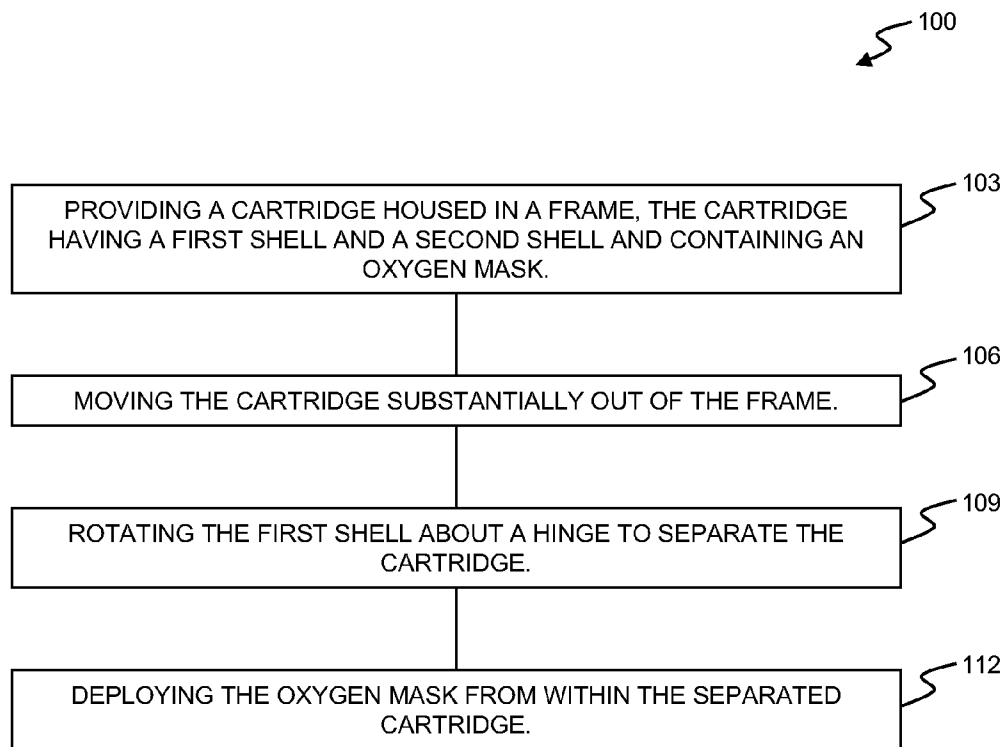 100
103
PROVIDING A CARTRIDGE HOUSED IN A FRAME, THE CARTRIDGE
HAVING A FIRST SHELL AND A SECOND SHELL AND CONTAINING AN
OXYGEN MASK.
106
MOVING THE CARTRIDGE SUBSTANTIALLY OUT OF THE FRAME.
109
ROTATING THE FIRST SHELL ABOUT A HINGE TO SEPARATE THE
CARTRIDGE.
112
DEPLOYING THE OXYGEN MASK FROM WITHIN THE SEPARATED
CARTRIDGE.